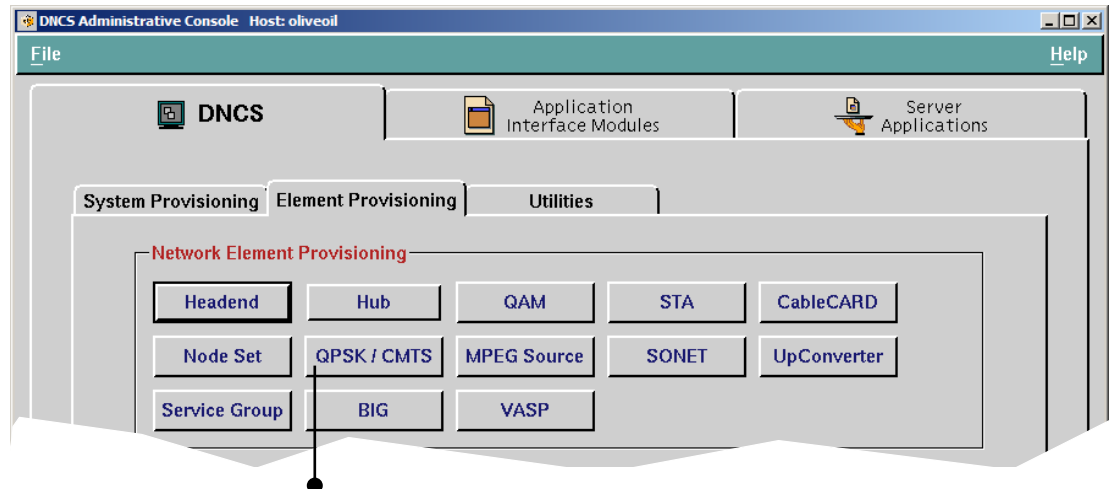 DNCS Administrative Console Host: oliveoil
File Help
DNCS
Application
Interface Modules
Server
Applications
System Provisioning Element Provisioning Utilities
Network Element Provisioning
Headend Hub QAM STA CableCARD
Node Set QPSK / CMTS MPEG Source SONET UpConverter
Service Group BIG VASP